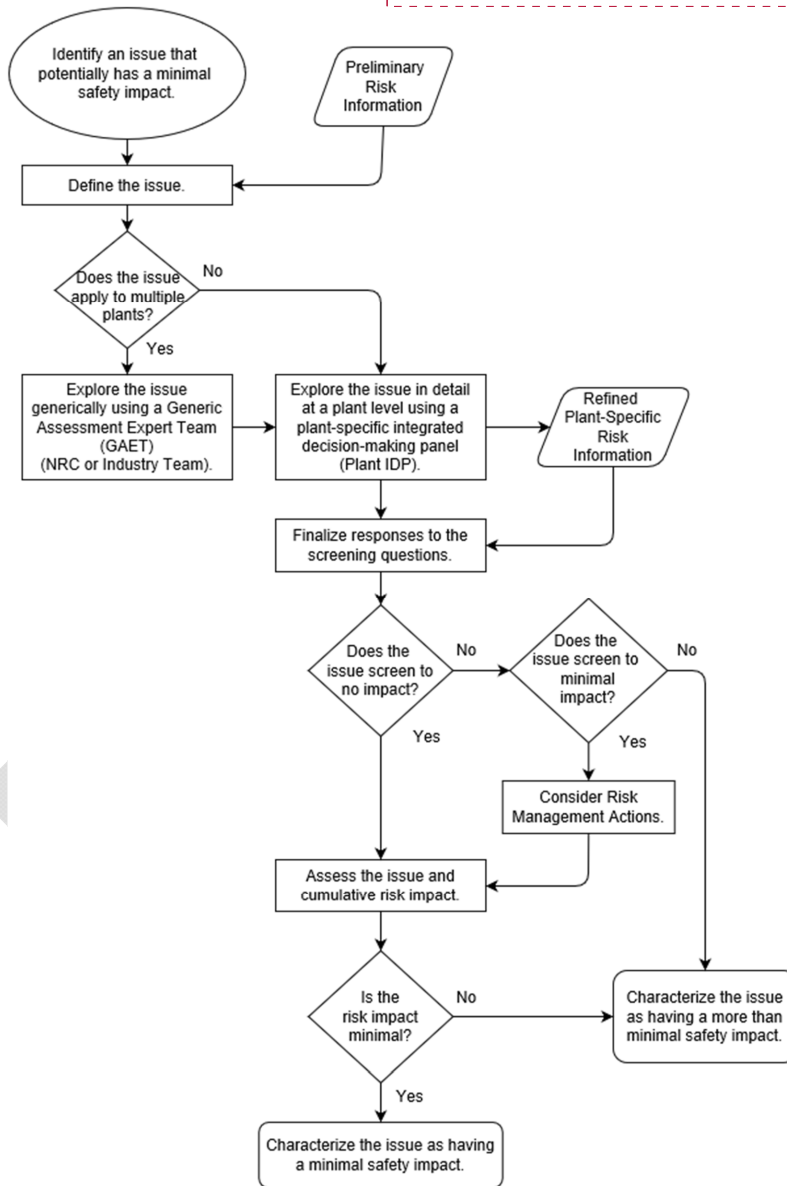 Identify an issue that
potentially has a minimal
safety impact.
Preliminary
Risk
Information
Define the issue.
Does the issue
apply to multiple
plants?
No
Yes
Explore the issue
generically using a Generic
Assessment Expert Team
(GAET)
(NRC or Industry Team).
Explore the issue in detail
at a plant level using a
plant-specific integrated
decision-making panel
(Plant IDP).
Refined
Plant-Specific
Risk
Information
Finalize responses to the
screening questions.
Does the
issue screen to
no impact?
No
Yes
Does the
issue screen to
minimal
impact?
No
Yes
Consider Risk
Management Actions.
Assess the issue and
cumulative risk impact.
Is the
risk impact
minimal?
No
Yes
Characterize the issue
as having a more than
minimal safety impact.
Characterize the issue as having
a minimal safety impact.